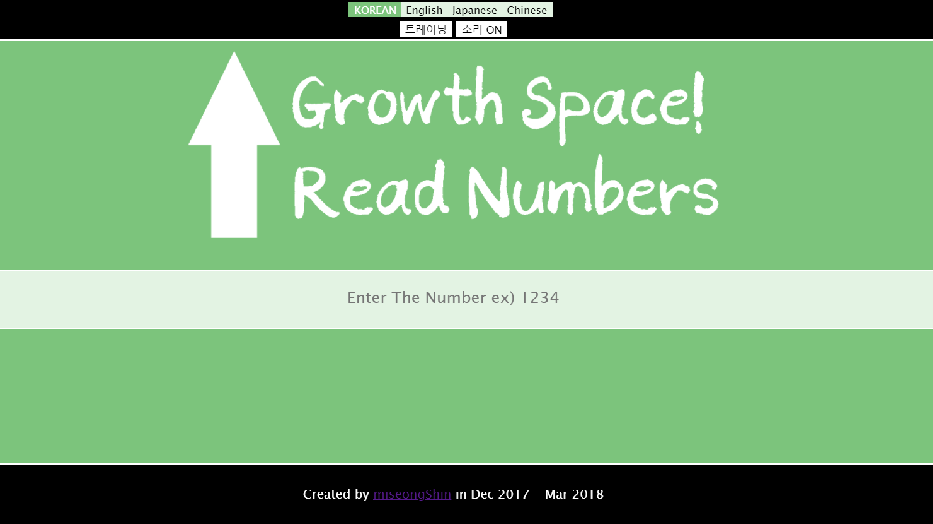 KOREAN English Japanese Chinese
트레이닝 소리 ON
Growth Space!
Read Numbers
Enter The Number ex) 1234
Created by miseongShin in Dec 2017 ~ Mar 2018